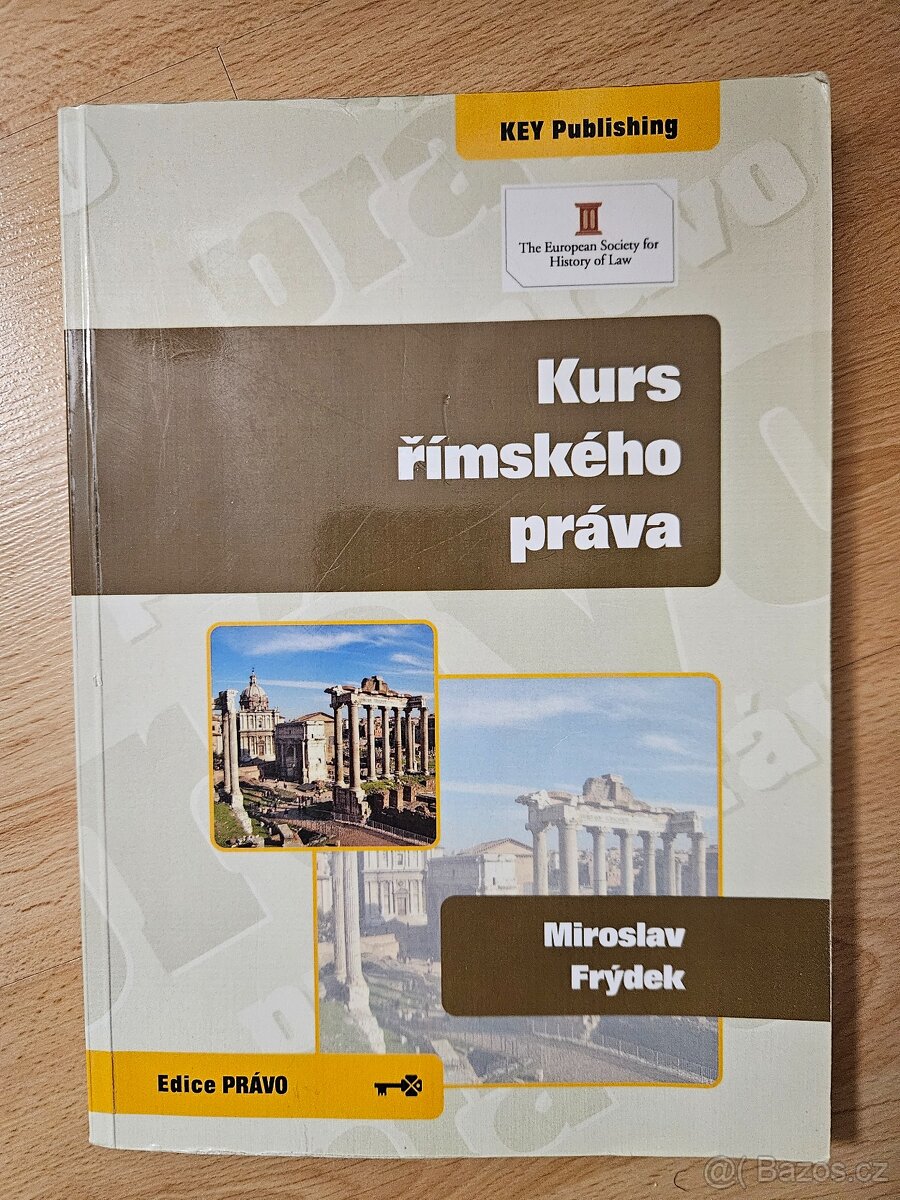 KEY Publishing
The European Society for
History of Law
Kurs
římského
práva
Miroslav
Frýdek
Edice PRÁVO
@( Bazos.cz